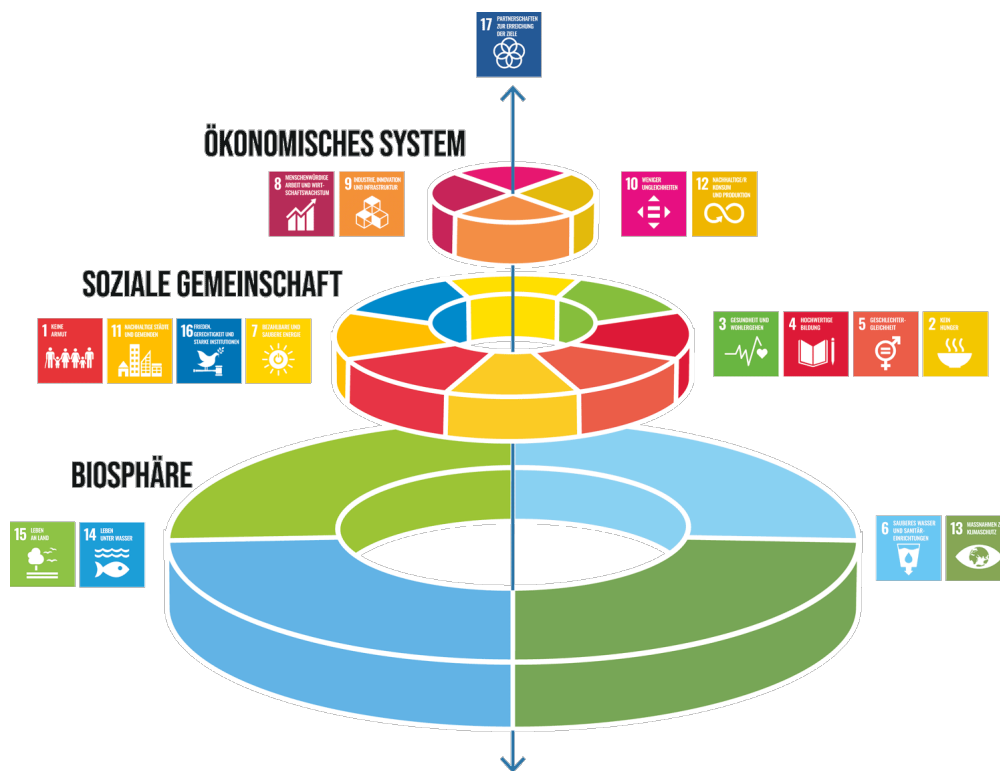 17 PARTNERSCHAFTEN
ZUR ERREICHUNG
DER ZIELE
ÖKONOMISCHES SYSTEM
8 MENSCHENWÜRDIGE
ARBEIT UND WIRT-
SCHAFTSWACHSTUM
9 INDUSTRIE, INNOVATION
UND INFRASTRUKTUR
10 WENIGER
UNGLEICHHEITEN
12 NACHHALTIGE/R
KONSUM
UND PRODUKTION
SOZIALE GEMEINSCHAFT
1 KEINE
ARMUT
11 NACHHALTIGE STÄDTE
UND GEMEINDEN
16 FRIEDEN,
GERECHTIGKEIT UND
STARKE INSTITUTIONEN
7 BEZAHLBARE UND
SAUBERE ENERGIE
3 GESUNDHEIT UND
WOHLERGEHEN
4 HOCHWERTIGE
BILDUNG
5 GESCHLECHTER-
GLEICHHEIT
2 KEIN
HUNGER
BIOSPHÄRE
15 LEBEN
AN LAND
14 LEBEN
UNTER WASSER
6 SAUBERES WASSER
UND SANITÄR-
EINRICHTUNGEN
13 MASSNAHMEN Z
KLIMASCHUTZ